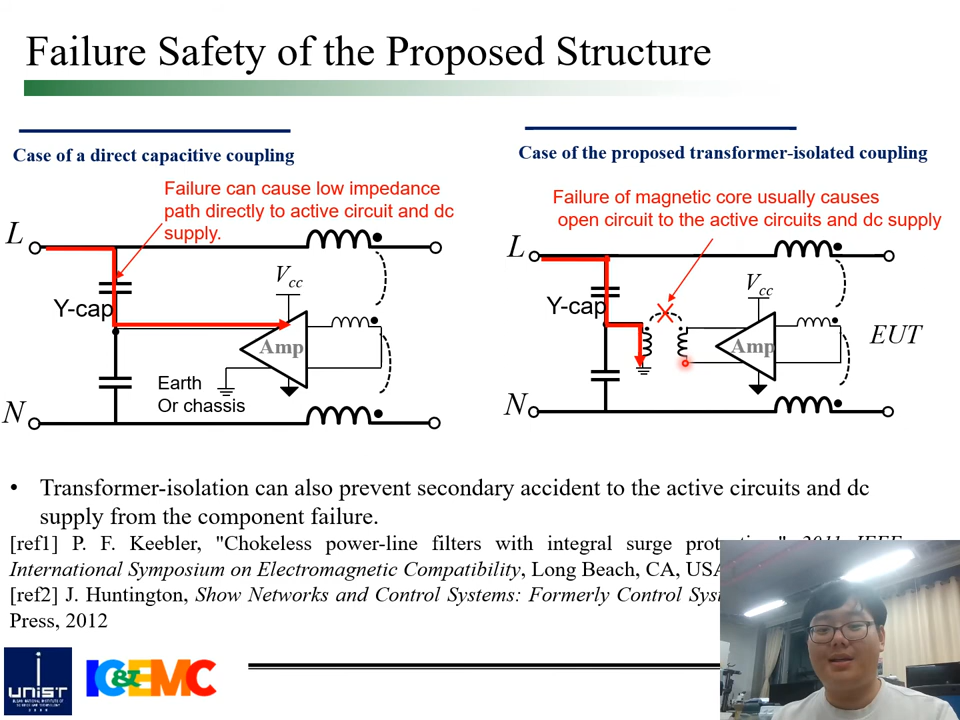 Failure Safety of the Proposed Structure
Case of a direct capacitive coupling
Case of the proposed transformer-isolated coupling
Failure can cause low impedance
path directly to active circuit and dc
supply.
Failure of magnetic core usually causes
open circuit to the active circuits and dc supply
L
Vcc
Y-cap
Amp
Earth
Or chassis
N
L
Vcc
Y-cap
Amp
EUT
N
• Transformer-isolation can also prevent secondary accident to the active circuits and dc
supply from the component failure.
[ref1] P. F. Keebler, "Chokeless power-line filters with integral surge
International Symposium on Electromagnetic Compatibility, Long Beach, CA, USA
[ref2] J. Huntington, Show Networks and Control Systems: Formerly Control
Press, 2012
UNIST
IC&EMC